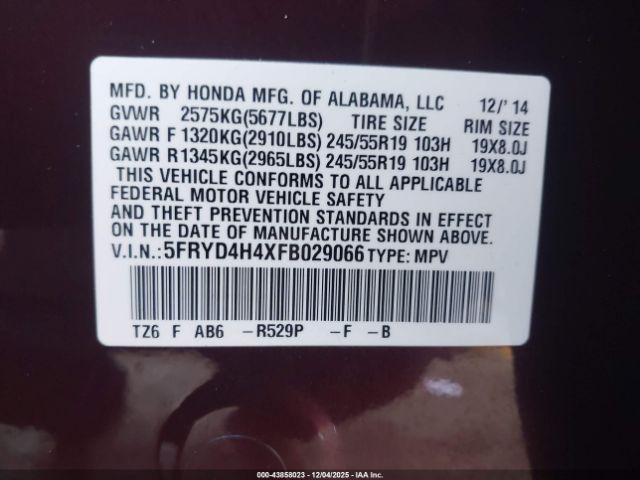 MFD. BY HONDA MFG. OF ALABAMA, LLC 12/' 14
GVWR 2575KG(5677LBS) TIRE SIZE RIM SIZE
GAWR F 1320KG(2910LBS) 245/55R19 103H 19X8.0J
GAWR R1345KG(2965LBS) 245/55R19 103H 19X8.0J
THIS VEHICLE CONFORMS TO ALL APPLICABLE
FEDERAL MOTOR VEHICLE SAFETY
AND THEFT PREVENTION STANDARDS IN EFFECT
ON THE DATE OF MANUFACTURE SHOWN ABOVE.
V.I.N.: 5FRYD4H4XFB029066 TYPE: MPV
TZ6 F AB6 -R529P -F -B
000-43858023 - 12/04/2025 - IAA Inc.